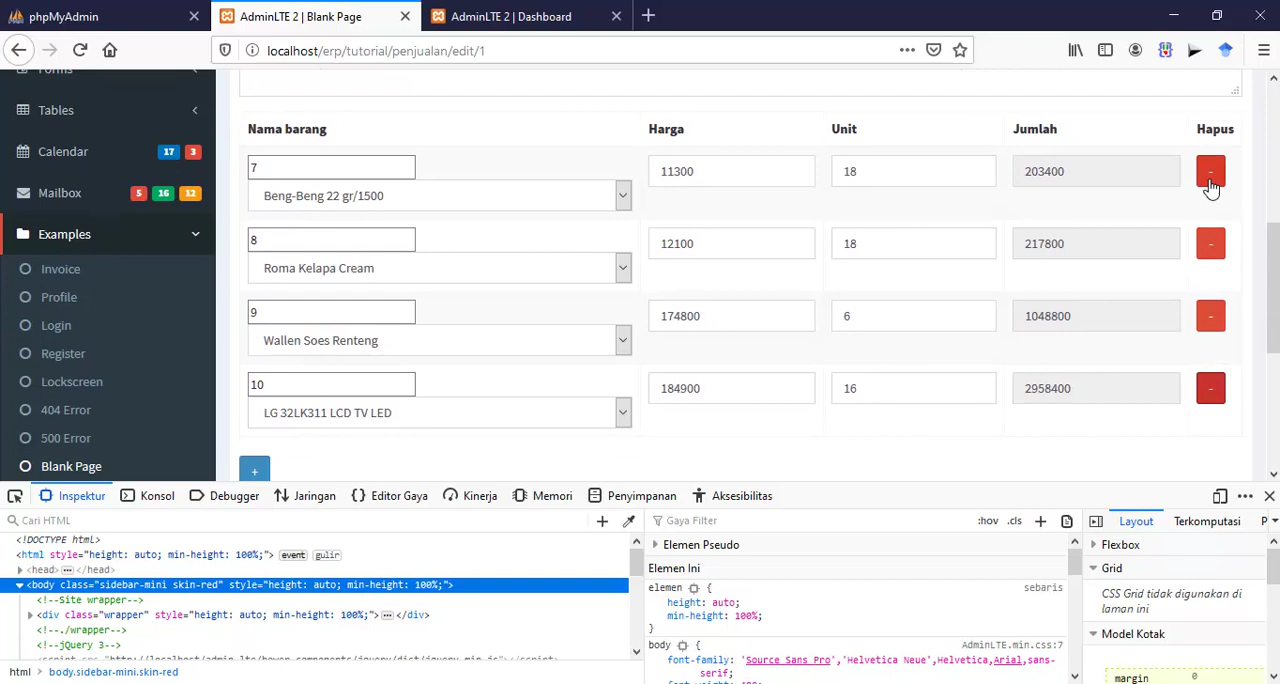 phpMyAdmin
AdminLTE 2 | Blank Page
AdminLTE 2 | Dashboard
localhost/erp/tutorial/penjualan/edit/1
Forms
Tables
Calendar 17 3
Mailbox 5 16 12
Examples
Invoice
Profile
Login
Register
Lockscreen
404 Error
500 Error
Blank Page
Nama barang Harga Unit Jumlah Hapus
7
Beng-Beng 22 gr/1500 11300 18 203400 -
8
Roma Kelapa Cream 12100 18 217800 -
9
Wallen Soes Renteng 174800 6 1048800 -
10
LG 32LK311 LCD TV LED 184900 16 2958400 -
+
Inspektur Konsol Debugger Jaringan Editor Gaya Kinerja Memori Penyimpanan Aksesibilitas
Cari HTML
<!DOCTYPE html>
<html style="height: auto; min-height: 100%;"> event gulir
<head> ••• </head>
<body class="sidebar-mini skin-red" style="height: auto; min-height: 100%;">
<!--Site wrapper-->
<div class="wrapper" style="height: auto; min-height: 100%;"> ••• </div>
<!--./wrapper-->
<!--jQuery 3-->
html > body.sidebar-mini.skin-red
Gaya Filter :hov .cls
Elemen Pseudo
Elemen Ini
elemen { sebaris
height: auto;
min-height: 100%;
}
body { AdminLTE.min.css:7
font-family: 'Source Sans Pro','Helvetica Neue',Helvetica,Arial,sans-
serif;
Layout Terkomputasi P
Flexbox
Grid
CSS Grid tidak digunakan di
laman ini
Model Kotak
margin 0